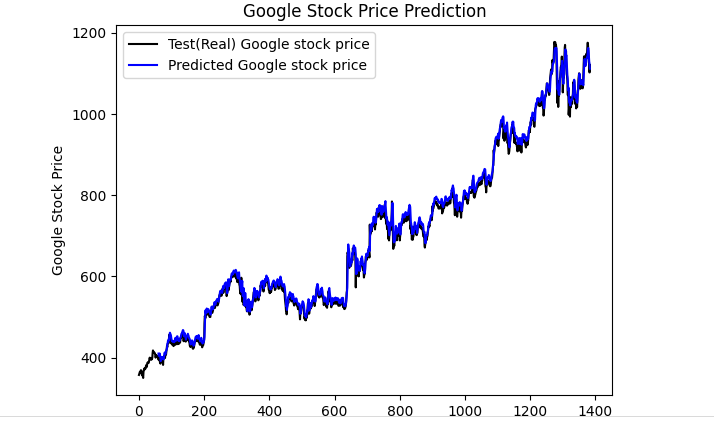 Google Stock Price Prediction
Test(Real) Google stock price
Predicted Google stock price
Google Stock Price
1200
1000
800
600
400
0 200 400 600 800 1000 1200 1400